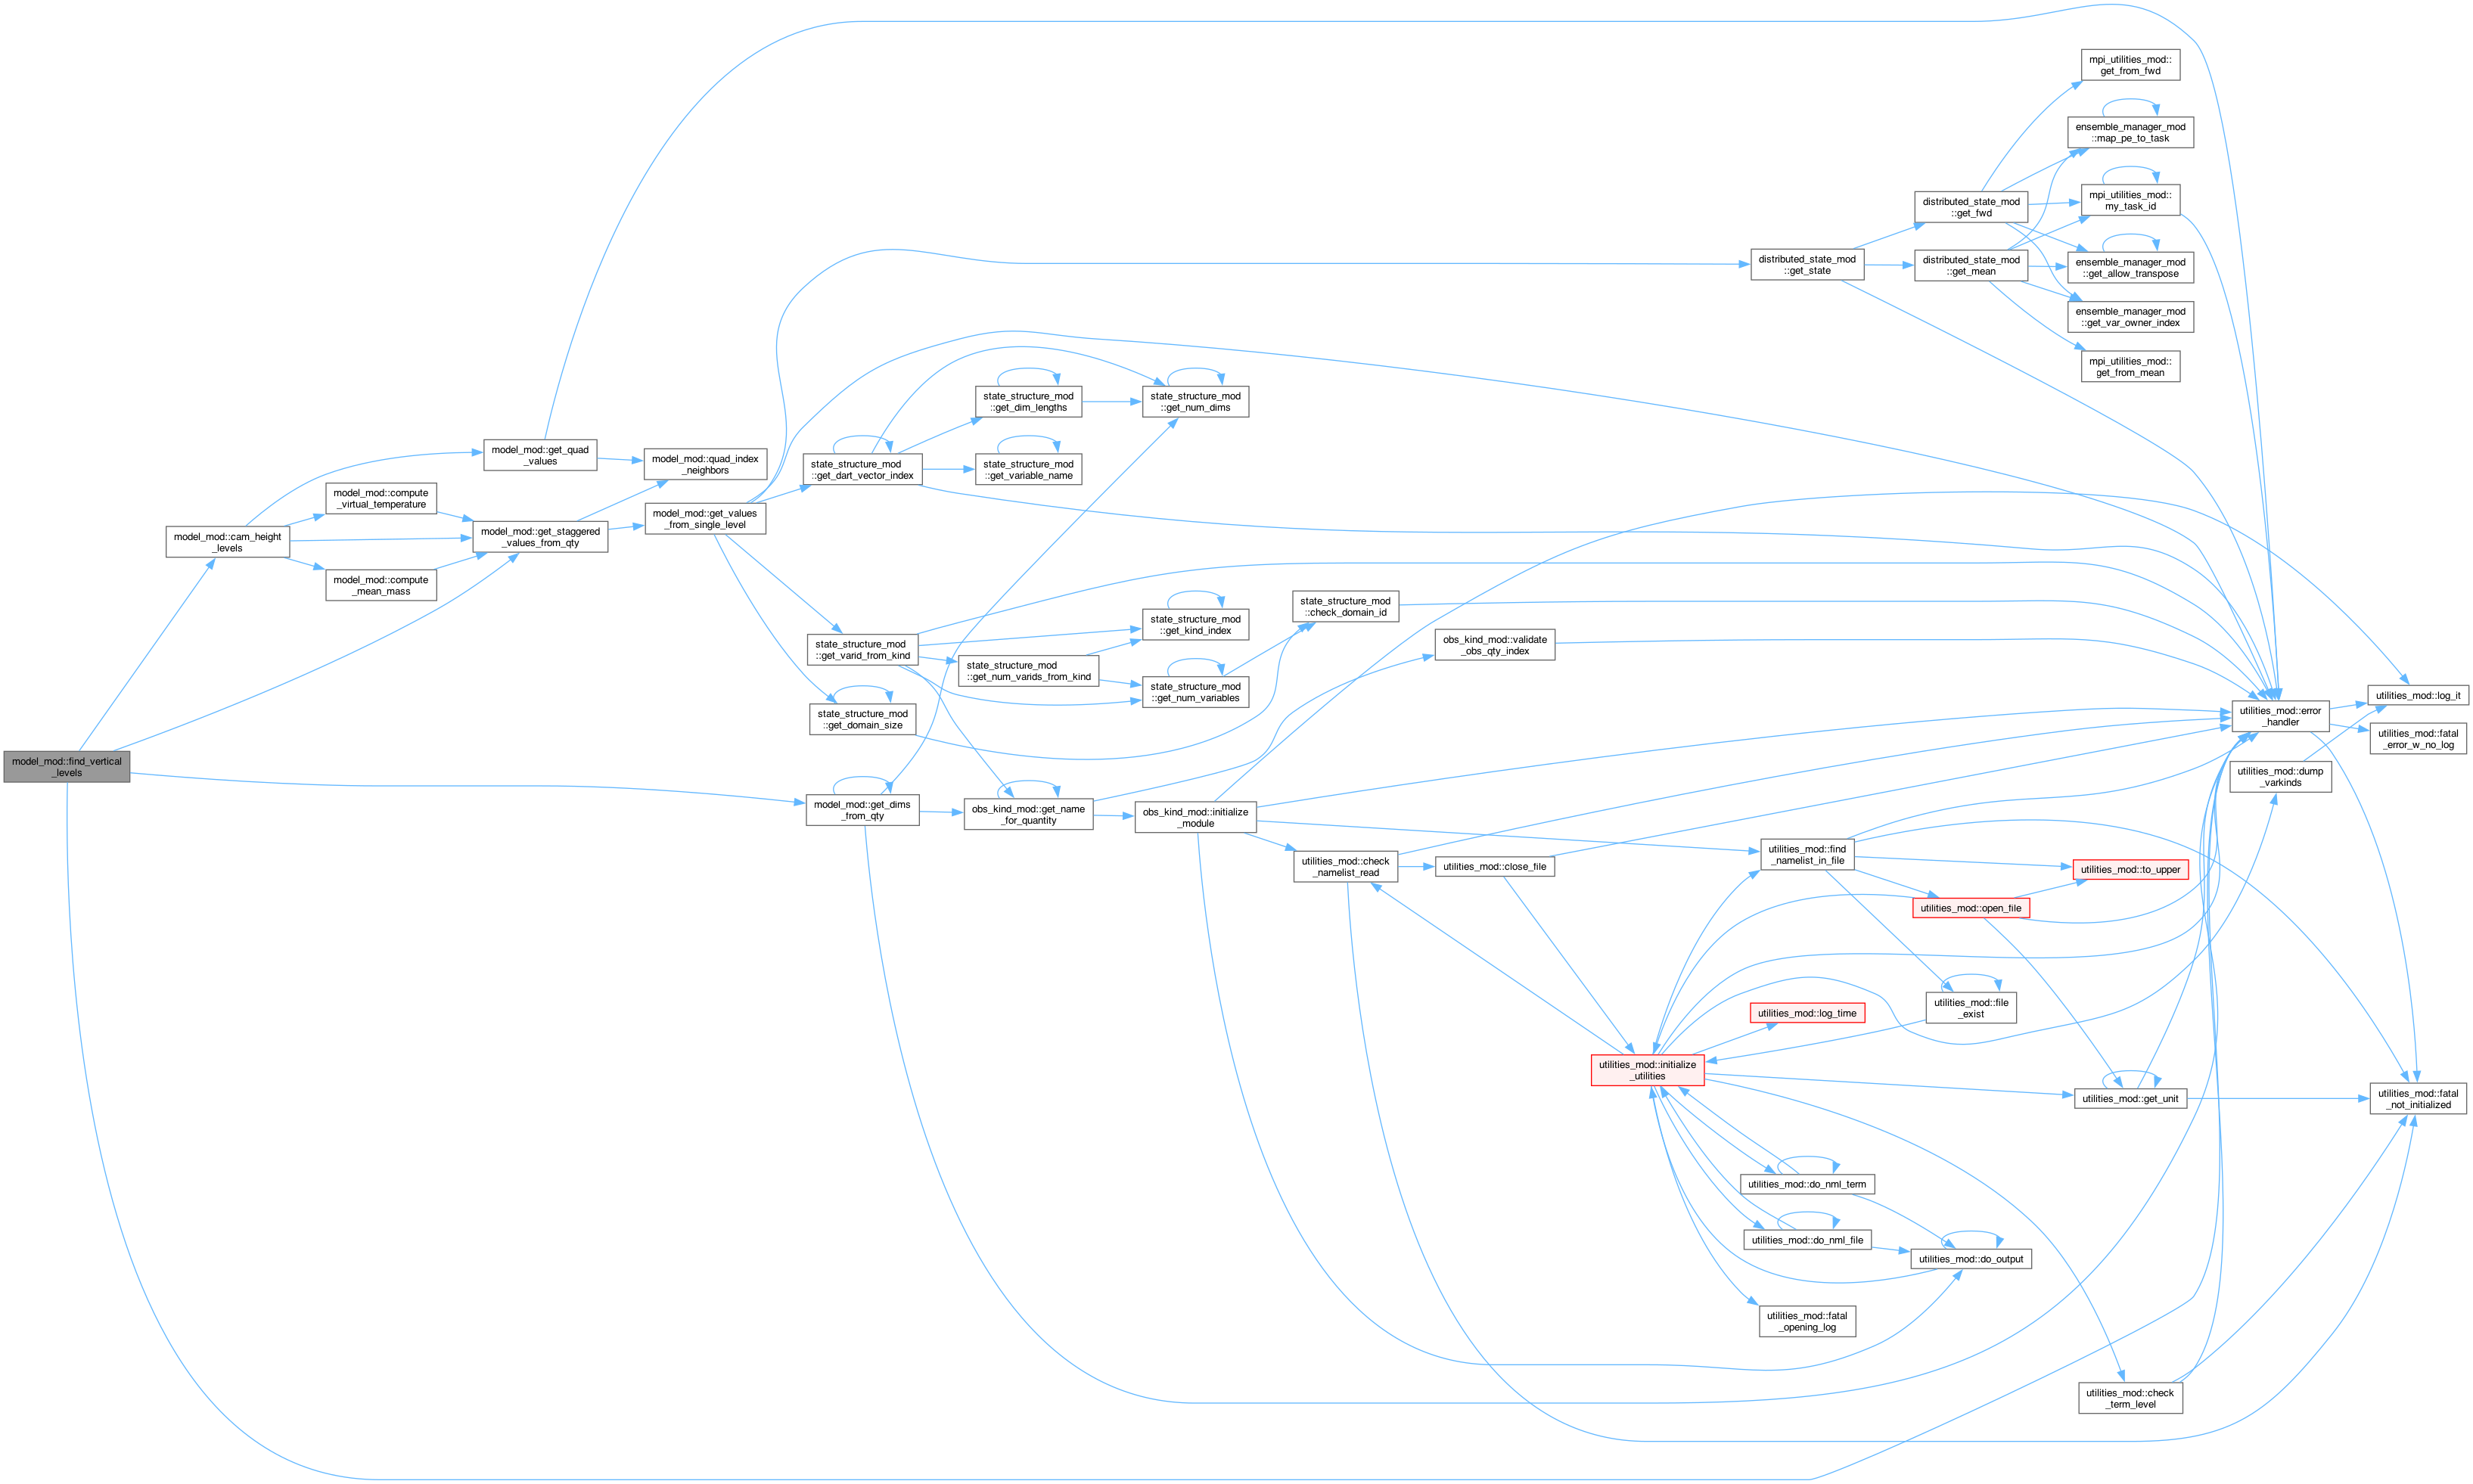 mpi_utilities_mod::
get_from_fwd
ensemble_manager_mod
::map_pe_to_task
distributed_state_mod
::get_fwd
mpi_utilities_mod::
my_task_id
distributed_state_mod
::get_state
distributed_state_mod
::get_mean
ensemble_manager_mod
::get_allow_transpose
ensemble_manager_mod
::get_var_owner_index
mpi_utilities_mod::
get_from_mean
state_structure_mod
::get_dim_lengths
state_structure_mod
::get_num_dims
model_mod::get_quad
_values
model_mod::quad_index
_neighbors
state_structure_mod
::get_dart_vector_index
state_structure_mod
::get_variable_name
model_mod::compute
_virtual_temperature
model_mod::get_values
_from_single_level
model_mod::cam_height
_levels
model_mod::get_staggered
_values_from_qty
model_mod::compute
_mean_mass
state_structure_mod
::check_domain_id
state_structure_mod
::get_kind_index
obs_kind_mod::validate
_obs_qty_index
state_structure_mod
::get_varid_from_kind
state_structure_mod
::get_num_varids_from_kind
state_structure_mod
::get_num_variables
utilities_mod::log_it
state_structure_mod
::get_domain_size
utilities_mod::error
_handler
utilities_mod::fatal
_error_w_no_log
model_mod::find_vertical
_levels
utilities_mod::dump
_varkinds
model_mod::get_dims
_from_qty
obs_kind_mod::get_name
_for_quantity
obs_kind_mod::initialize
_module
utilities_mod::check
_namelist_read
utilities_mod::close_file
utilities_mod::find
_namelist_in_file
utilities_mod::to_upper
utilities_mod::open_file
utilities_mod::file
_exist
utilities_mod::log_time
utilities_mod::initialize
_utilities
utilities_mod::get_unit
utilities_mod::fatal
_not_initialized
utilities_mod::do_nml_term
utilities_mod::do_nml_file
utilities_mod::do_output
utilities_mod::fatal
_opening_log
utilities_mod::check
_term_level